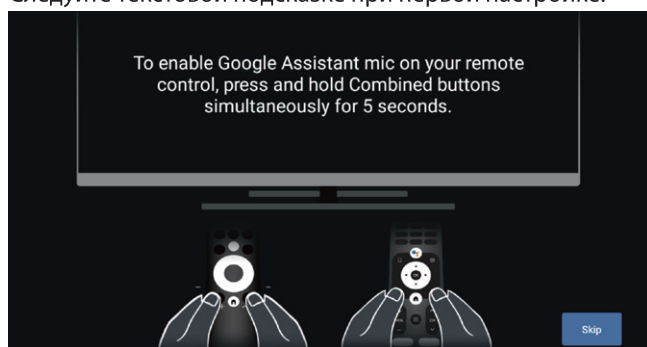 Следуйте текстовой подсказке при первой настройке.
To enable Google Assistant mic on your remote
control, press and hold Combined buttons
simultaneously for 5 seconds.
OK
Skip